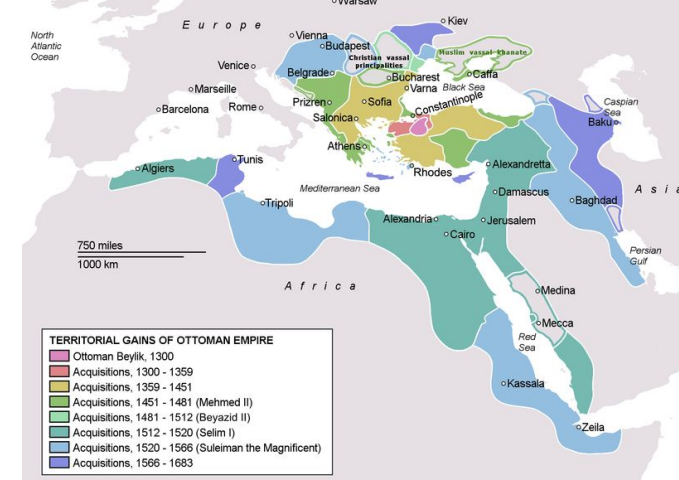 Warsaw
Europe
Kiev
North
Atlantic
Ocean
Vienna
Budapest
Christian vassal
principalities
Muslim vassal khanate
Venice
Belgrade
Bucharest
Caffa
Marseille
Varna
Black Sea
Barcelona
Rome
Prizren
Sofia
Constantinople
Caspian
Sea
Salonica
Baku
Athens
Tunis
Algiers
Rhodes
Alexandretta
Mediterranean Sea
Damascus
Asia
Tripoli
Baghdad
Alexandria
Jerusalem
Cairo
750 miles
1000 km
Persian
Gulf
Africa
Medina
Mecca
Red
Sea
Kassala
Zeila
TERRITORIAL GAINS OF OTTOMAN EMPIRE
Ottoman Beylik, 1300
Acquisitions, 1300 - 1359
Acquisitions, 1359 - 1451
Acquisitions, 1451 - 1481 (Mehmed II)
Acquisitions, 1481 - 1512 (Beyazid II)
Acquisitions, 1512 - 1520 (Selim I)
Acquisitions, 1520 - 1566 (Suleiman the Magnificent)
Acquisitions, 1566 - 1683